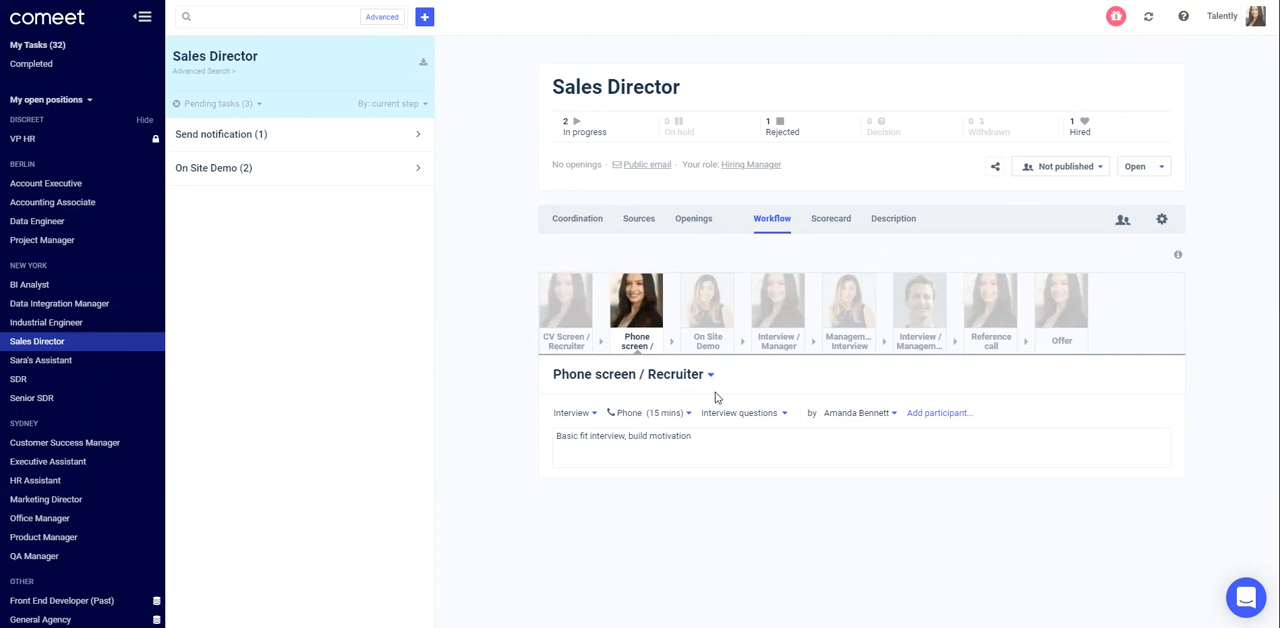 comeet
My Tasks (32)
Completed
My open positions
DISCREET Hide
VP HR
BERLIN
Account Executive
Accounting Associate
Data Engineer
Project Manager
NEW YORK
BI Analyst
Data Integration Manager
Industrial Engineer
Sales Director
Sara's Assistant
SDR
Senior SDR
SYDNEY
Customer Success Manager
Executive Assistant
HR Assistant
Marketing Director
Office Manager
Product Manager
QA Manager
OTHER
Front End Developer (Past)
General Agency
Advanced +
Sales Director
Advanced Search >
Pending tasks (3) By: current step
Send notification (1)
On Site Demo (2)
Talently
Sales Director
2 In progress
0 On hold
1 Rejected
0 Decision
0 Withdrawn
1 Hired
No openings · Public email · Your role: Hiring Manager
Not published Open
Coordination Sources Openings Workflow Scorecard Description
CV Screen / Recruiter
Phone screen /
On Site Demo
Interview / Manager
Managem... Interview
Interview / Managem...
Reference call
Offer
Phone screen / Recruiter
Interview Phone (15 mins) Interview questions by Amanda Bennett Add participant...
Basic fit interview, build motivation